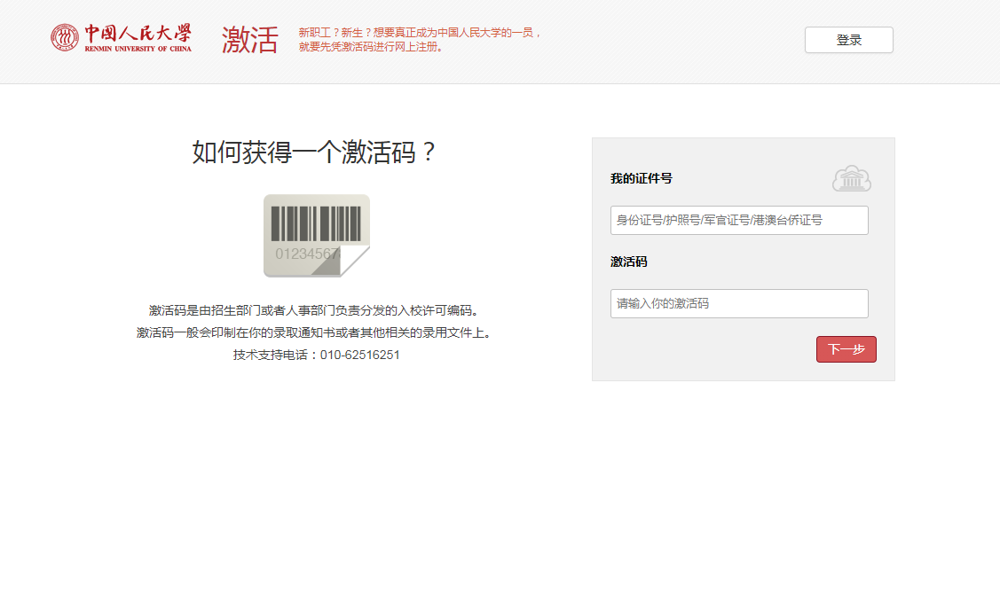 中国人民大学
RENMIN UNIVERSITY OF CHINA
激活
新职工？新生？想要真正成为中国人民大学的一员，
就要先凭激活码进行网上注册。
登录
如何获得一个激活码？
01234567
激活码是由招生部门或者人事部门负责分发的入校许可编码。
激活码一般会印制在你的录取通知书或者其他相关的录用文件上。
技术支持电话：010-62516251
我的证件号
身份证号/护照号/军官证号/港澳台侨证号
激活码
请输入你的激活码
下一步